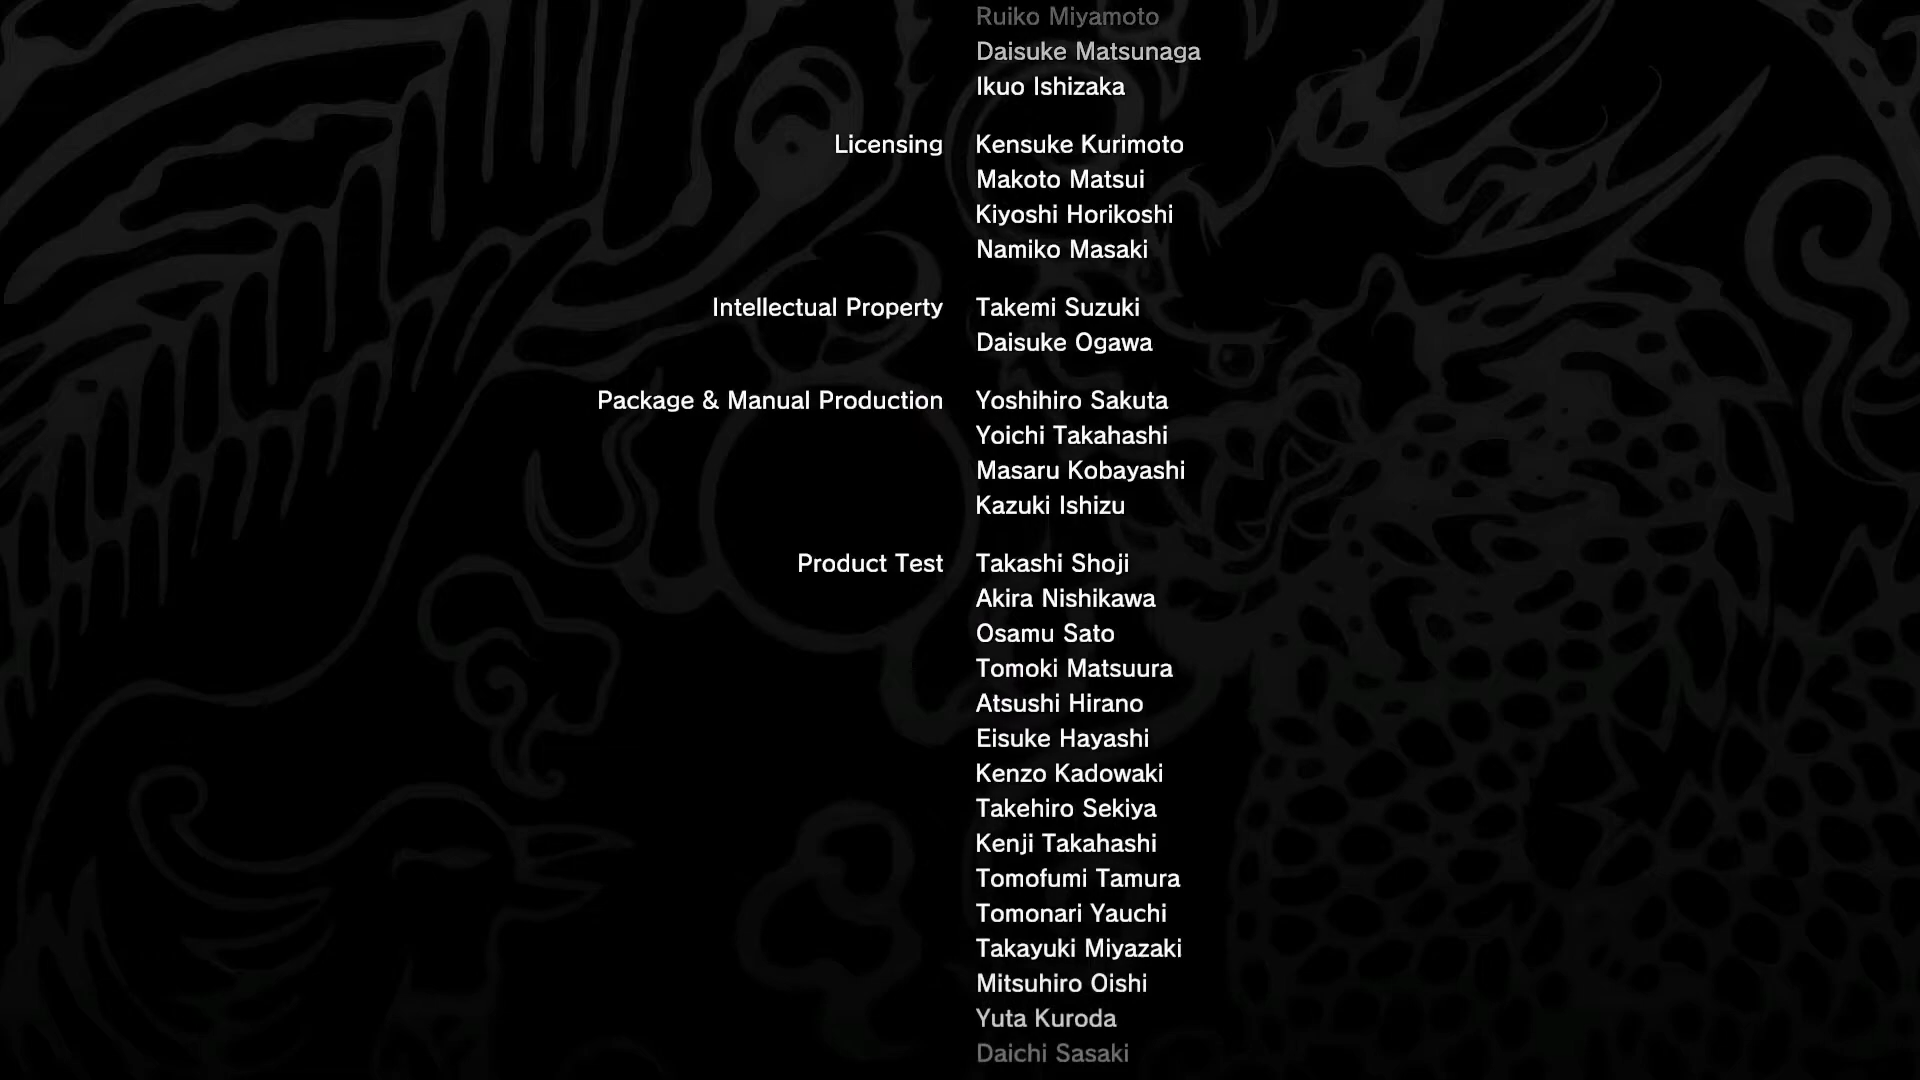 Ruiko Miyamoto
Daisuke Matsunaga
Ikuo Ishizaka
Licensing Kensuke Kurimoto
Makoto Matsui
Kiyoshi Horikoshi
Namiko Masaki
Intellectual Property Takemi Suzuki
Daisuke Ogawa
Package & Manual Production Yoshihiro Sakuta
Yoichi Takahashi
Masaru Kobayashi
Kazuki Ishizu
Product Test Takashi Shoji
Akira Nishikawa
Osamu Sato
Tomoki Matsuura
Atsushi Hirano
Eisuke Hayashi
Kenzo Kadowaki
Takehiro Sekiya
Kenji Takahashi
Tomofumi Tamura
Tomonari Yauchi
Takayuki Miyazaki
Mitsuhiro Oishi
Yuta Kuroda
Daichi Sasaki